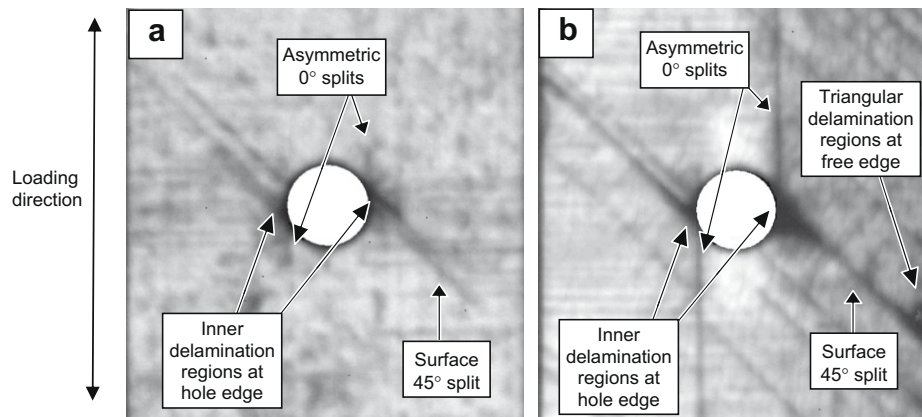 Loading
direction
a
Asymmetric
0° splits
Inner
delamination
regions at
hole edge
Surface
45° split
b
Asymmetric
0° splits
Triangular
delamination
regions at
free edge
Inner
delamination
regions at
hole edge
Surface
45° split